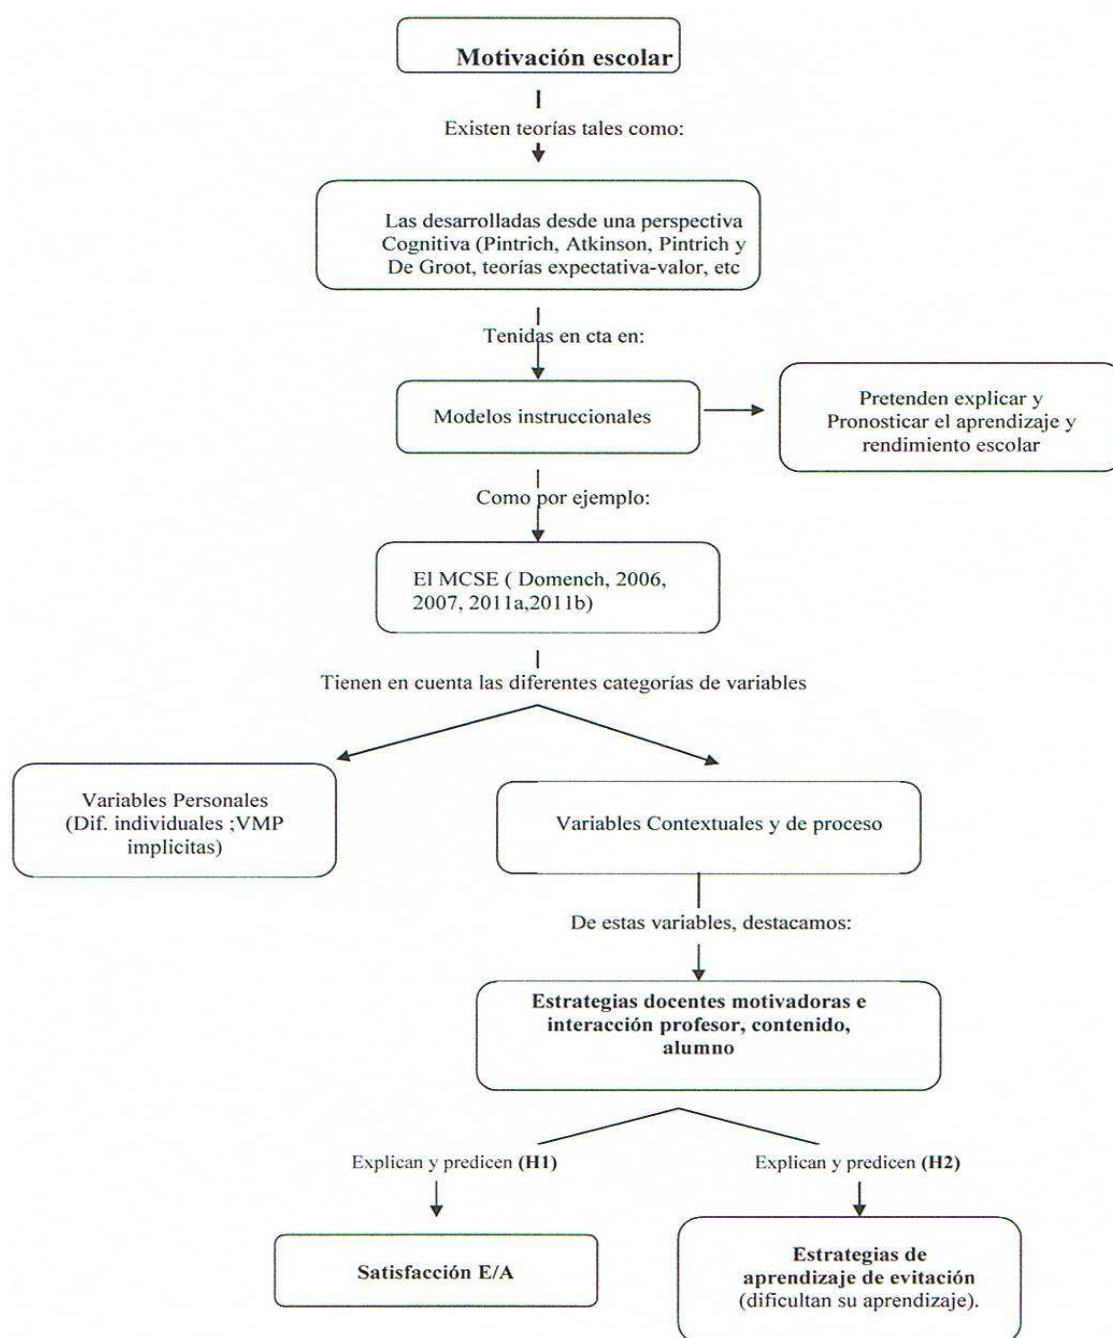 Motivación escolar
Existen teorías tales como:
Las desarrolladas desde una perspectiva
Cognitiva (Pintrich, Atkinson, Pintrich y
De Groot, teorías expectativa-valor, etc
Tenidas en cta en:
Modelos instruccionales
Pretenden explicar y
Pronosticar el aprendizaje y
rendimiento escolar
Como por ejemplo:
El MCSE ( Domench, 2006,
2007, 2011a,2011b)
Tienen en cuenta las diferentes categorías de variables
Variables Personales
(Dif. individuales ;VMP
implicitas)
Variables Contextuales y de proceso
De estas variables, destacamos:
Estrategias docentes motivadoras e
interacción profesor, contenido,
alumno
Explican y predicen (H1)
Explican y predicen (H2)
Satisfacción E/A
Estrategias de
aprendizaje de evitación
(dificultan su aprendizaje).